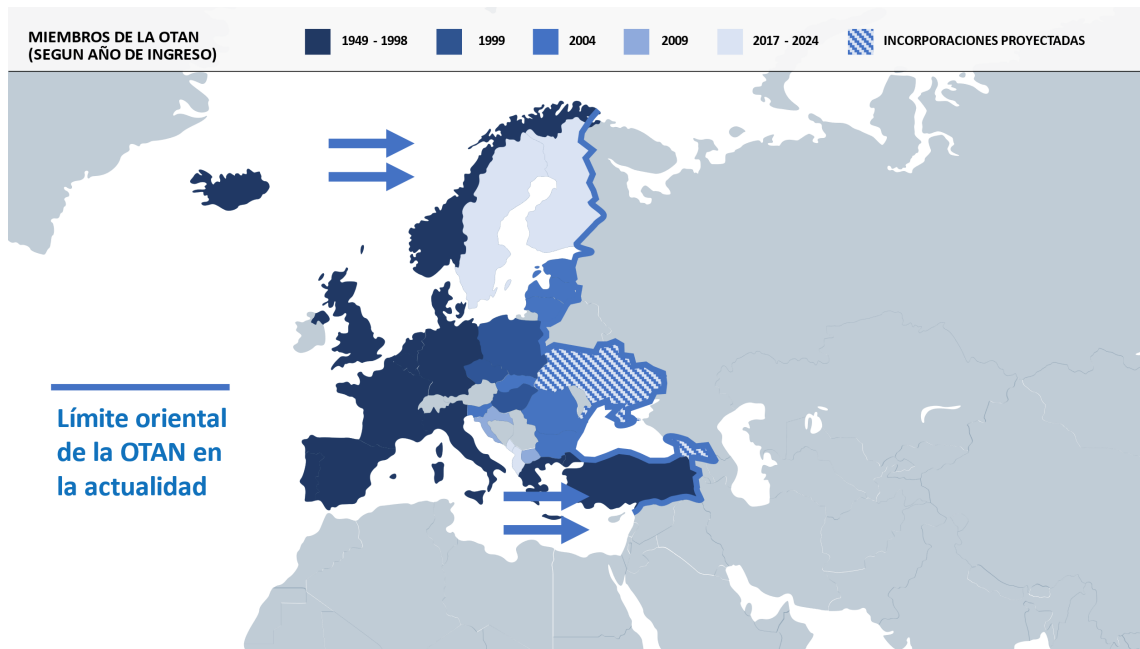 MIEMBROS DE LA OTAN
(SEGUN AÑO DE INGRESO)
1949 - 1998
1999
2004
2009
2017 - 2024
INCORPORACIONES PROYECTADAS
Límite oriental
de la OTAN en
la actualidad